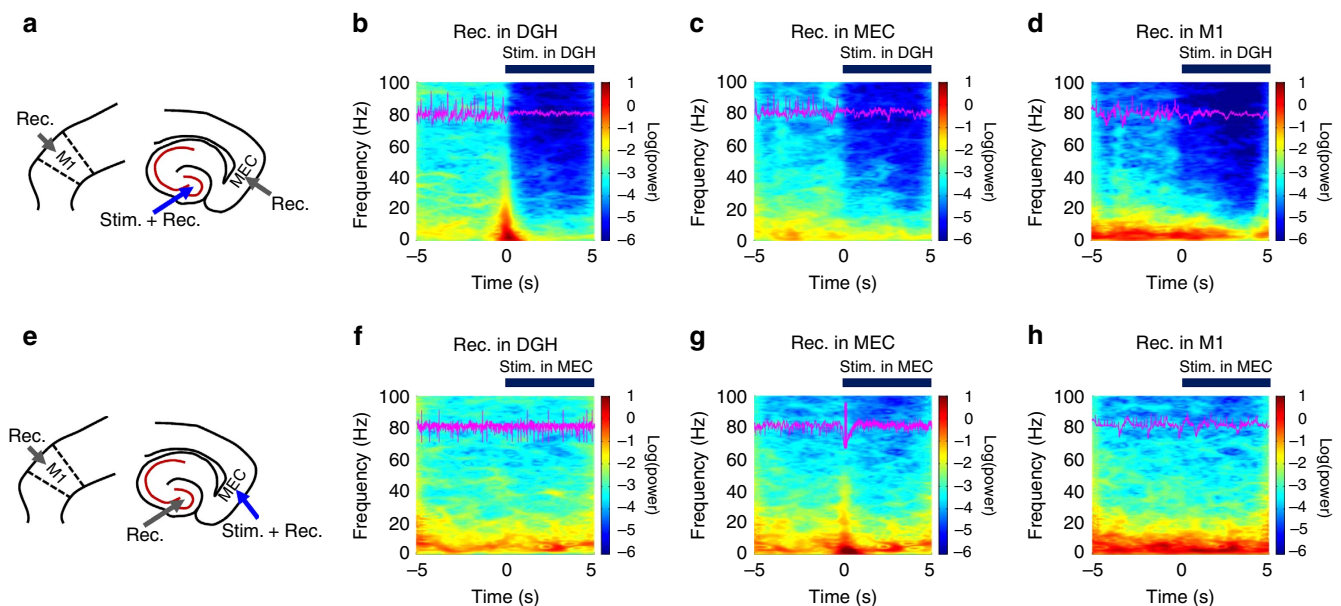 a
Rec.
M1
MEC
Rec.
Stim. + Rec.
b
Rec. in DGH
Stim. in DGH
Frequency (Hz)
100
80
60
40
20
0
–5
0
5
Time (s)
1
0
–1
–2
–3
–4
–5
–6
Log(power)
c
Rec. in MEC
Stim. in DGH
Frequency (Hz)
100
80
60
40
20
0
–5
0
5
Time (s)
1
0
–1
–2
–3
–4
–5
–6
Log(power)
d
Rec. in M1
Stim. in DGH
Frequency (Hz)
100
80
60
40
20
0
–5
0
5
Time (s)
1
0
–1
–2
–3
–4
–5
–6
Log(power)
e
Rec.
M1
MEC
Rec.
Stim. + Rec.
f
Rec. in DGH
Stim. in MEC
Frequency (Hz)
100
80
60
40
20
0
–5
0
5
Time (s)
1
0
–1
–2
–3
–4
–5
–6
Log(power)
g
Rec. in MEC
Stim. in MEC
Frequency (Hz)
100
80
60
40
20
0
–5
0
5
Time (s)
1
0
–1
–2
–3
–4
–5
–6
Log(power)
h
Rec. in M1
Stim. in MEC
Frequency (Hz)
100
80
60
40
20
0
–5
0
5
Time (s)
1
0
–1
–2
–3
–4
–5
–6
Log(power)